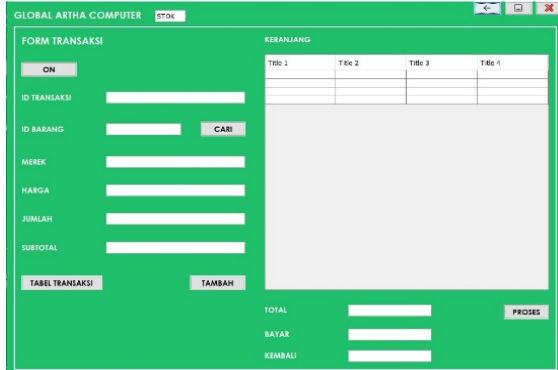 GLOBAL ARTHA COMPUTER STOK
FORM TRANSAKSI
ON
ID TRANSAKSI
ID BARANG CARI
MEREK
HARGA
JUMLAH
SUBTOTAL
TABEL TRANSAKSI TAMBAH
KERANJANG
Title 1 Title 2 Title 3 Title 4
TOTAL PROSES
BAYAR
KEMBALI